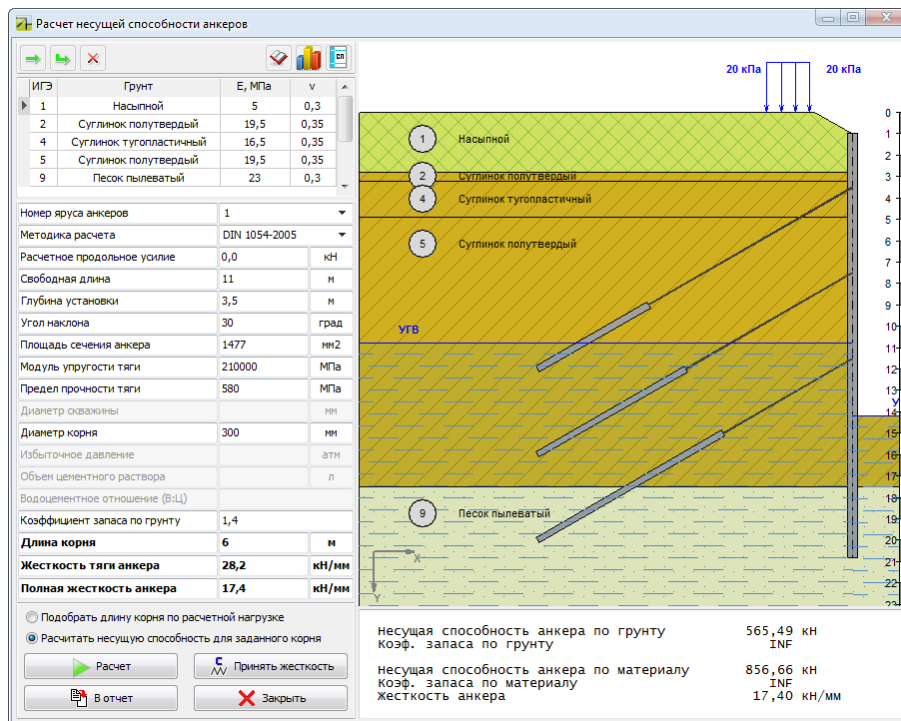 Расчет несущей способности анкеров
СП
ИГЭ Грунт E, МПа ν
1 Насыпной 5 0,3
2 Суглинок полутвердый 19,5 0,35
4 Суглинок тугопластичный 16,5 0,35
5 Суглинок полутвердый 19,5 0,35
9 Песок пылеватый 23 0,3
Номер яруса анкеров 1
Методика расчета DIN 1054-2005
Расчетное продольное усилие 0,0 кН
Свободная длина 11 м
Глубина установки 3,5 м
Угол наклона 30 град
Площадь сечения анкера 1477 мм2
Модуль упругости тяги 210000 МПа
Предел прочности тяги 580 МПа
Диаметр скважины мм
Диаметр корня 300 мм
Избыточное давление атм
Объем цементного раствора л
Водоцементное отношение (В:Ц)
Коэффициент запаса по грунту 1,4
Длина корня 6 м
Жесткость тяги анкера 28,2 кН/мм
Полная жесткость анкера 17,4 кН/мм
Подобрать длину корня по расчетной нагрузке
Расчитать несущую способность для заданного корня
Расчет
C Принять жесткость
В отчет
Закрыть
20 кПа 20 кПа
1 Насыпной
2 Суглинок полутвердый
4 Суглинок тугопластичный
5 Суглинок полутвердый
УГВ
У
9 Песок пылеватый
X
Y
0
1
2
3
4
5
6
7
8
9
10
11
12
13
14
15
16
17
18
19
20
21
22
23
Несущая способность анкера по грунту 565,49 кН
Коэф. запаса по грунту INF
Несущая способность анкера по материалу 856,66 кН
Коэф. запаса по материалу INF
Жесткость анкера 17,40 кН/мм